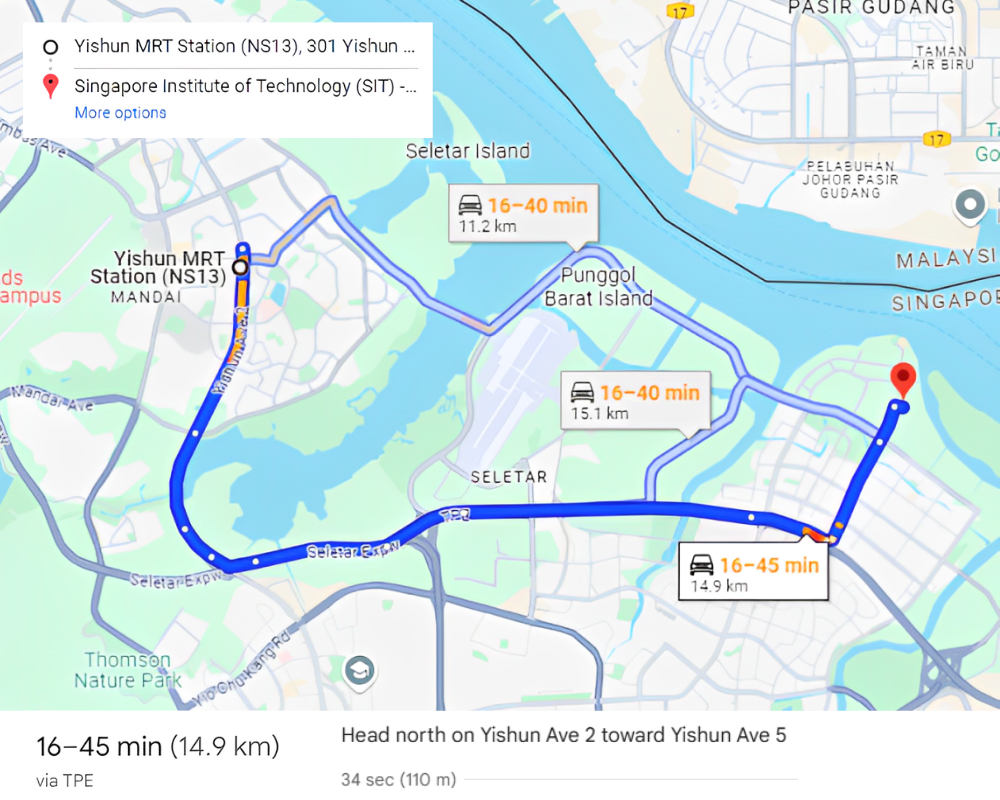 Yishun MRT Station (NS13), 301 Yishun ...
Singapore Institute of Technology (SIT) -...
More options
17
PASIR GUDANG
TAMAN
AIR BIRU
17
PELABUHAN
JOHOR PASIR
GUDANG
MALAYSI
SINGAPOR
Seletar Island
16–40 min
11.2 km
Punggol
Barat Island
Yishun MRT
Station (NS13)
MANDAI
ds
ampus
Yishun Ave 2
Mandai Ave
16–40 min
15.1 km
SELETAR
TPE
Seletar Expw
Seletar Expw
16–45 min
14.9 km
Thomson
Nature Park
Yio Chu Kang Rd
16–45 min (14.9 km)
via TPE
Head north on Yishun Ave 2 toward Yishun Ave 5
34 sec (110 m)